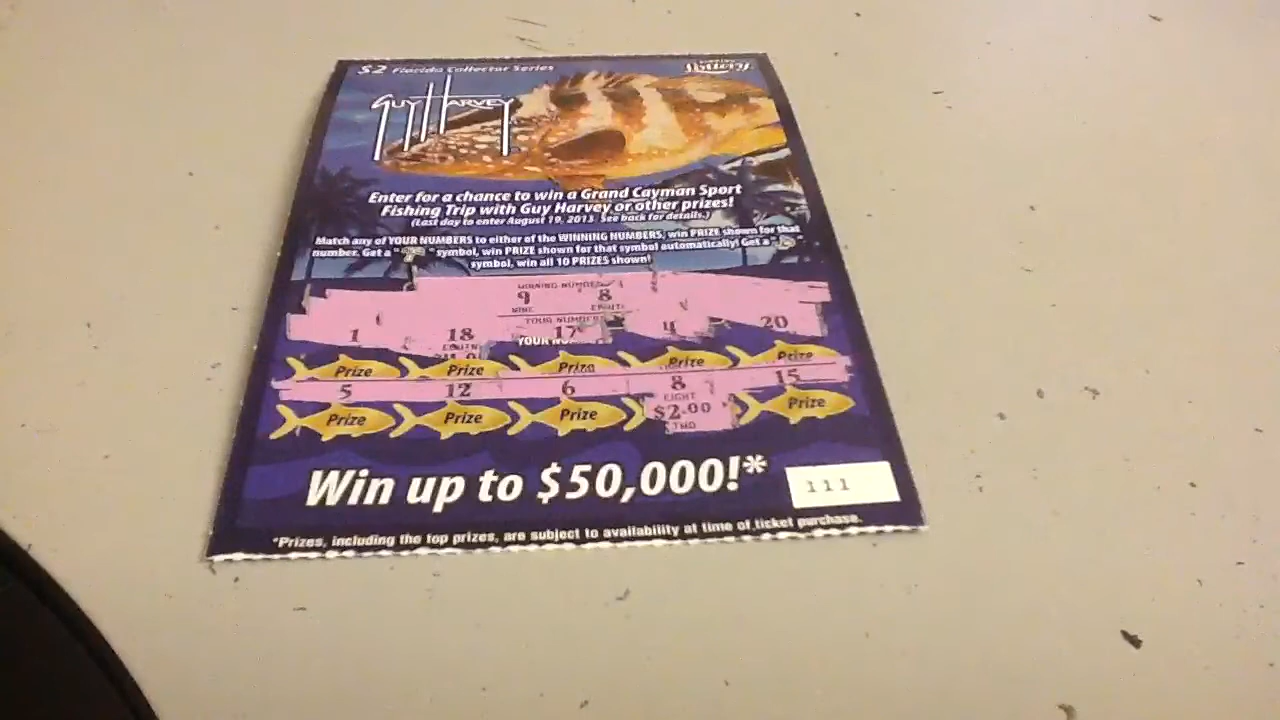 $2 Florida Collector Series
Lottery
GUY HARVEY
Enter for a chance to win a Grand Cayman Sport
Fishing Trip with Guy Harvey or other prizes!
(Last day to enter August 19, 2013. See back for details.)
Match any of YOUR NUMBERS to either of the WINNING NUMBERS, win PRIZE shown for that
number. Get a " " symbol, win PRIZE shown for that symbol automatically! Get a " "
symbol, win all 10 PRIZES shown!
WINNING NUMBERS
9 8
NINE EIGHT
YOUR NUMBERS
1 18 17 4 20
Prize Prize Prize Prize Prize
5 12 6 8 15
EIGHT
Prize Prize Prize $2.00 Prize
TWO
Win up to $50,000!*
111
*Prizes, including the top prizes, are subject to availability at time of ticket purchase.